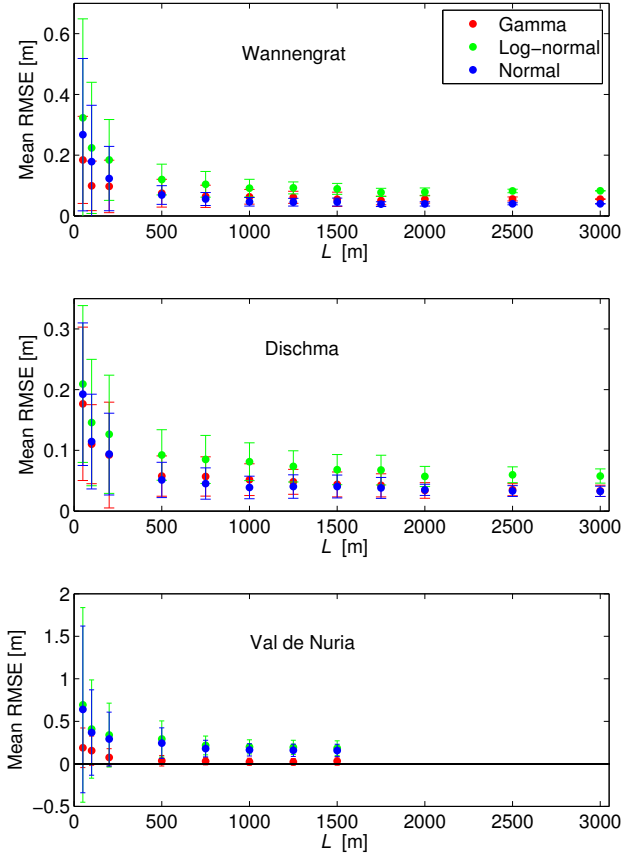 Wannengrat
Gamma
Log-normal
Normal
Mean RMSE [m]
0.6
0.4
0.2
0
0 500 1000 1500 2000 2500 3000
L [m]
Dischma
Mean RMSE [m]
0.3
0.2
0.1
0
0 500 1000 1500 2000 2500 3000
L [m]
Val de Nuria
Mean RMSE [m]
2
1.5
1
0.5
0
-0.5
0 500 1000 1500 2000 2500 3000
L [m]